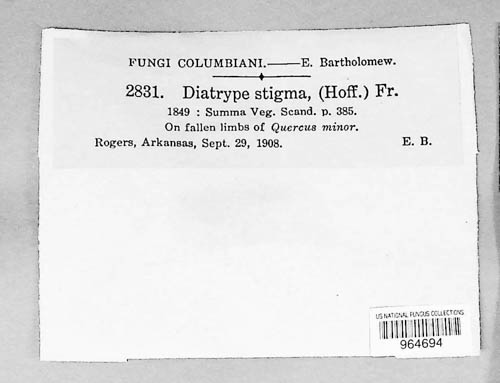 FUNGI COLUMBIANI.——E. Bartholomew.
2831. Diatrype stigma, (Hoff.) Fr.
1849 : Summa Veg. Scand. p. 385.
On fallen limbs of Quercus minor.
Rogers, Arkansas, Sept. 29, 1908. E. B.
US NATIONAL FUNGUS COLLECTIONS
964694